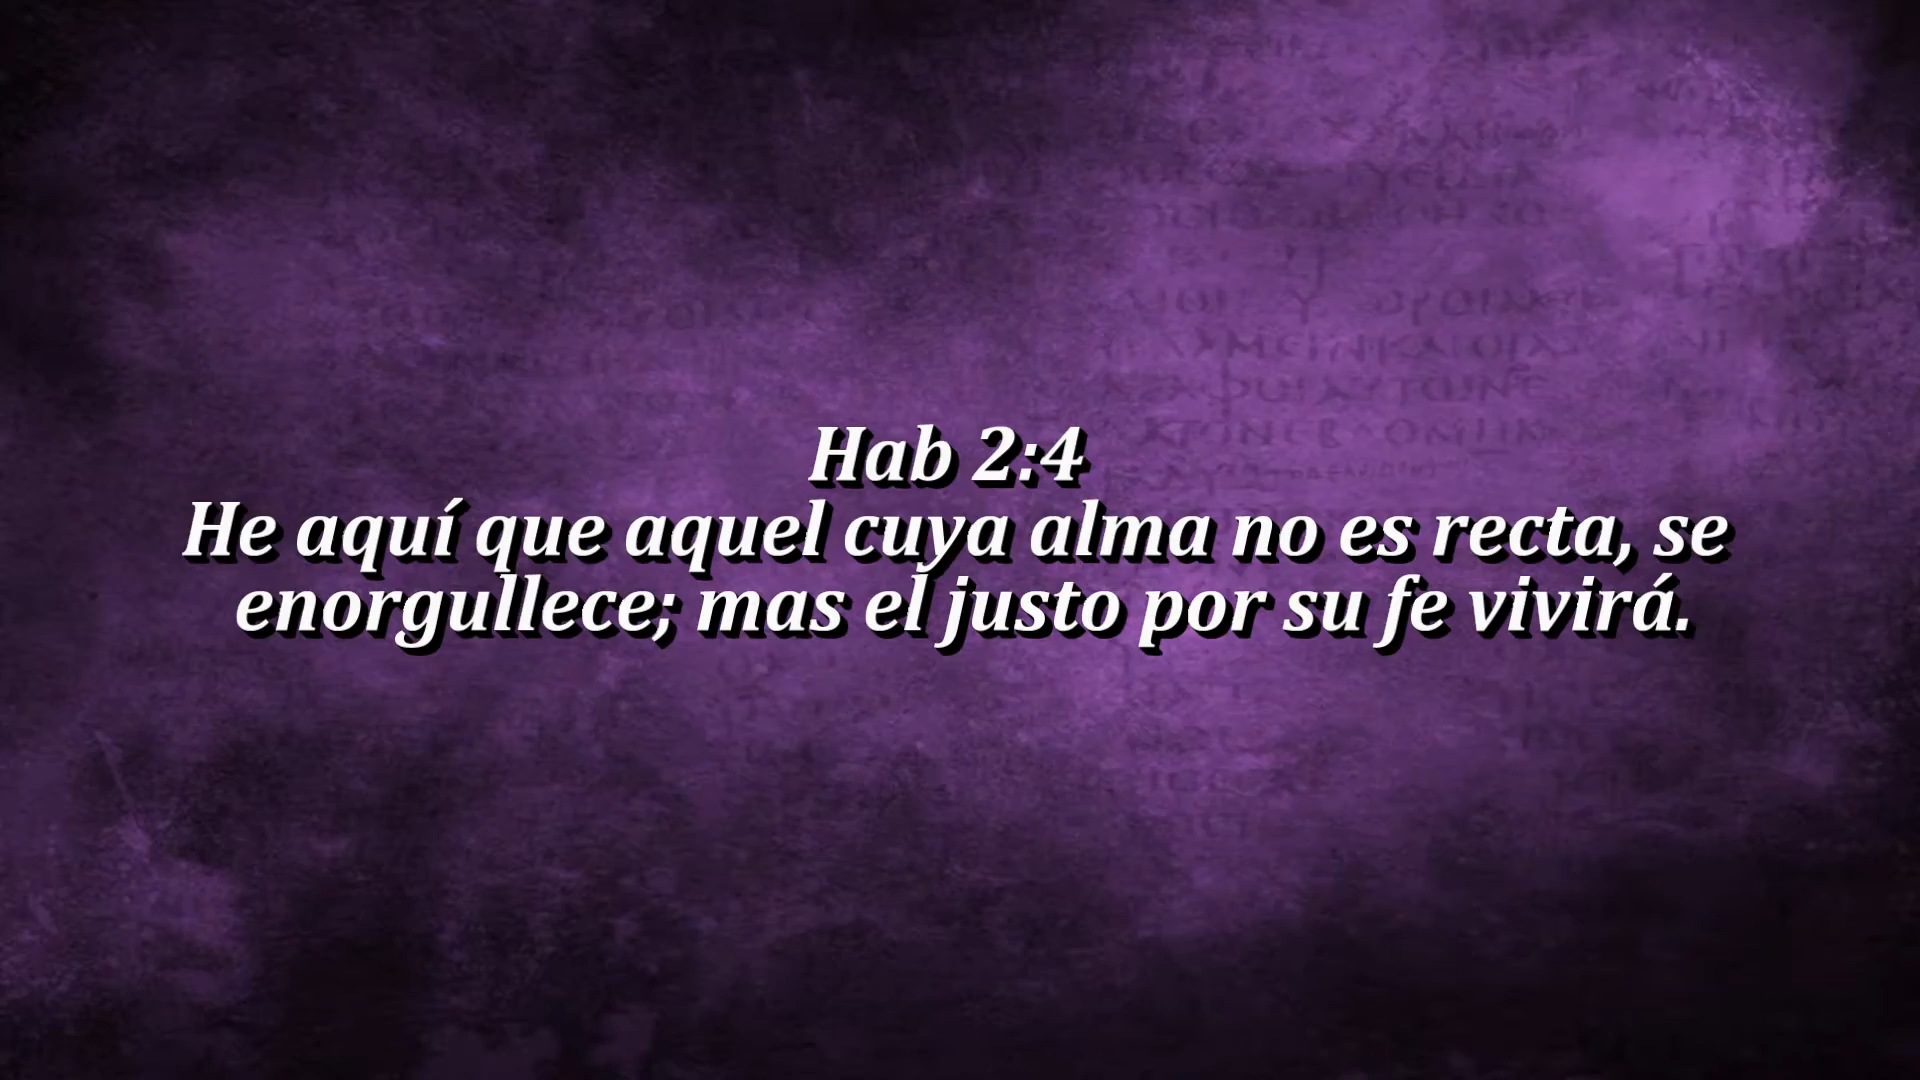 Hab 2:4
He aquí que aquel cuya alma no es recta, se
enorgullece; mas el justo por su fe vivirá.